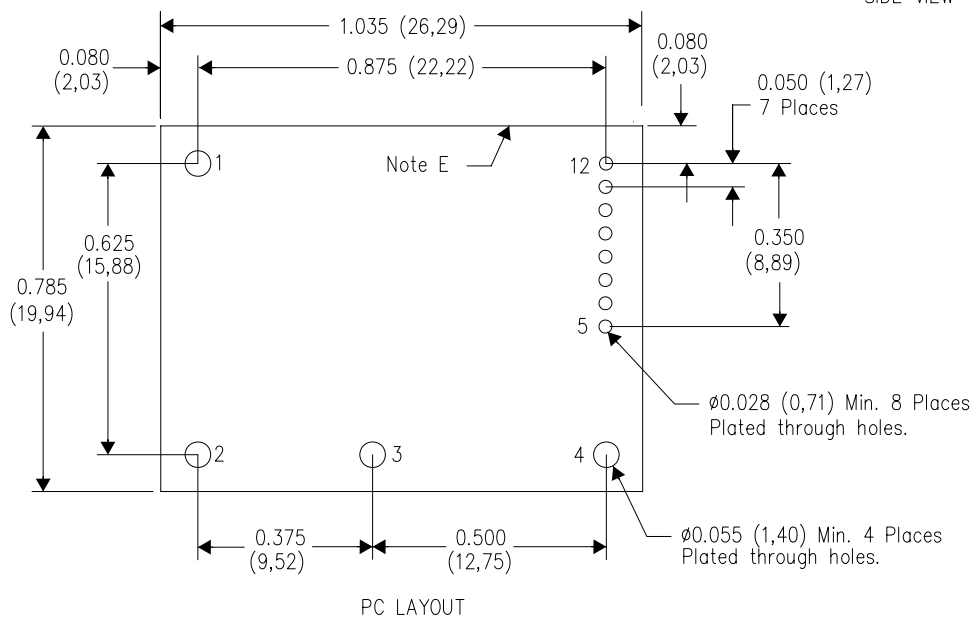 SIDE VIEW
1.035 (26,29)
0.080
(2,03)
0.875 (22,22)
0.080
(2,03)
0.050 (1,27)
7 Places
1
Note E
12
0.625
(15,88)
0.785
(19,94)
0.350
(8,89)
5
ø0.028 (0,71) Min. 8 Places
Plated through holes.
2
3
4
0.375
(9,52)
0.500
(12,75)
ø0.055 (1,40) Min. 4 Places
Plated through holes.
PC LAYOUT